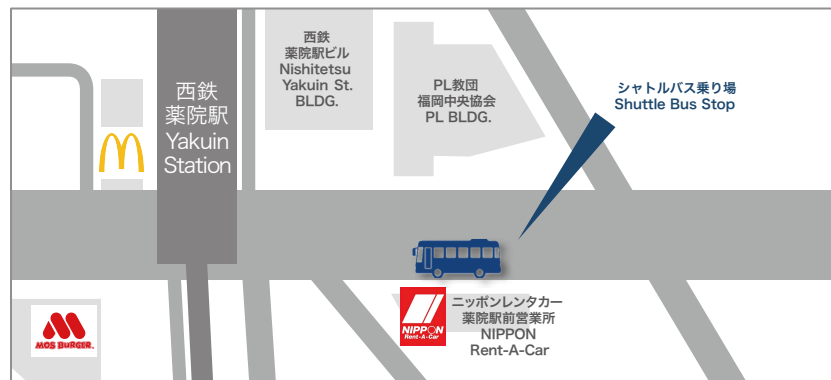 西鉄
薬院駅
Yakuin
Station
西鉄
薬院駅ビル
Nishitetsu
Yakuin St.
BLDG.
PL教団
福岡中央協会
PL BLDG.
シャトルバス乗り場
Shuttle Bus Stop
MOS BURGER.
NIPPON
Rent-A-Car
ニッポンレンタカー
薬院駅前営業所
NIPPON
Rent-A-Car